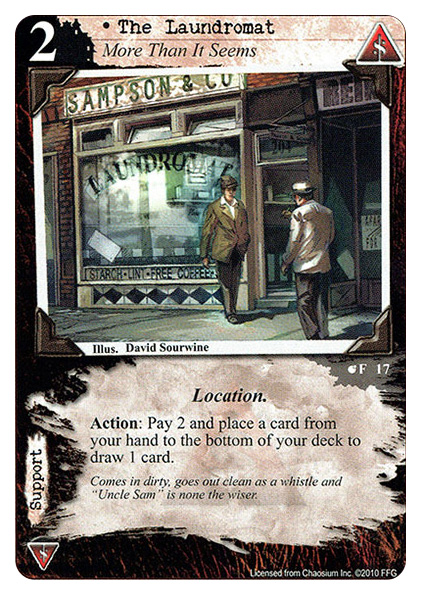 2
• The Laundromat
More Than It Seems
SAMPSON & CO
LAUNDROMAT
201
STARCH-LINT-FREE COFFEE
FOR
Illus. David Sourwine
F 17
Location.
Action: Pay 2 and place a card from
your hand to the bottom of your deck to
draw 1 card.
Comes in dirty, goes out clean as a whistle and
“Uncle Sam” is none the wiser.
Support
Licensed from Chaosium Inc. ©2010 FFG